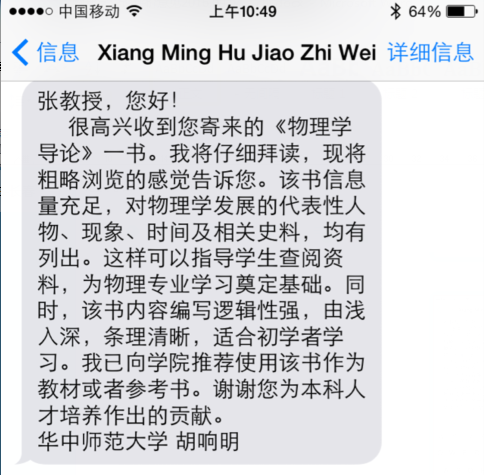 中国移动 上午10:49 64%
信息 Xiang Ming Hu Jiao Zhi Wei 详细信息
张教授，您好！
很高兴收到您寄来的《物理学
导论》一书。我将仔细拜读，现将
粗略浏览的感觉告诉您。该书信息
量充足，对物理学发展的代表性人
物、现象、时间及相关史料，均有
列出。这样可以指导学生查阅资
料，为物理专业学习奠定基础。同
时，该书内容编写逻辑性强，由浅
入深，条理清晰，适合初学者学
习。我已向学院推荐使用该书作为
教材或者参考书。谢谢您为本科人
才培养作出的贡献。
华中师范大学 胡响明